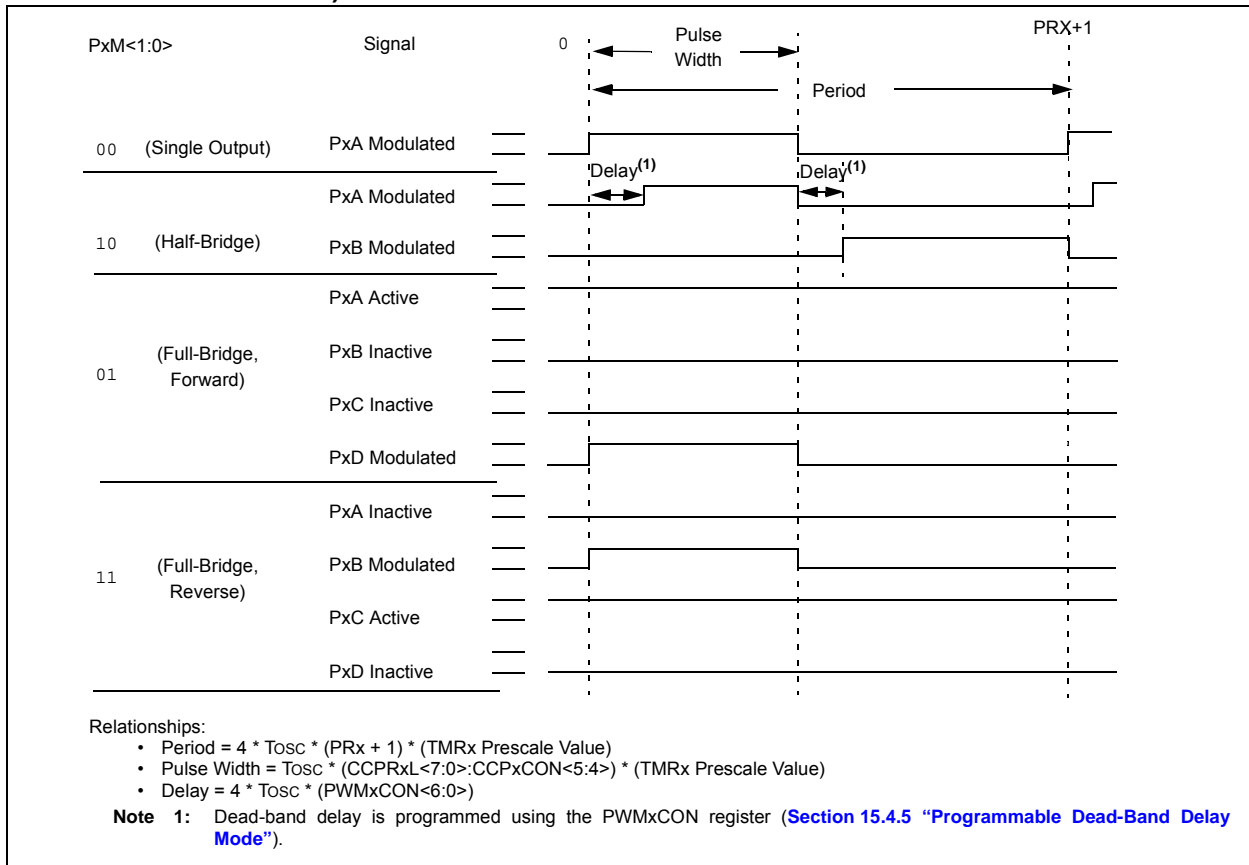 PxM<1:0> Signal 0 Pulse Width PRX+1
Period
00 (Single Output) PxA Modulated
Delay(1) Delay(1)
PxA Modulated
10 (Half-Bridge) PxB Modulated
PxA Active
01 (Full-Bridge, Forward) PxB Inactive
PxC Inactive
PxD Modulated
PxA Inactive
11 (Full-Bridge, Reverse) PxB Modulated
PxC Active
PxD Inactive
Relationships:
• Period = 4 * TOSC * (PRx + 1) * (TMRx Prescale Value)
• Pulse Width = TOSC * (CCPRxL<7:0>:CCPxCON<5:4>) * (TMRx Prescale Value)
• Delay = 4 * TOSC * (PWMxCON<6:0>)
Note 1: Dead-band delay is programmed using the PWMxCON register (Section 15.4.5 “Programmable Dead-Band Delay
Mode”).